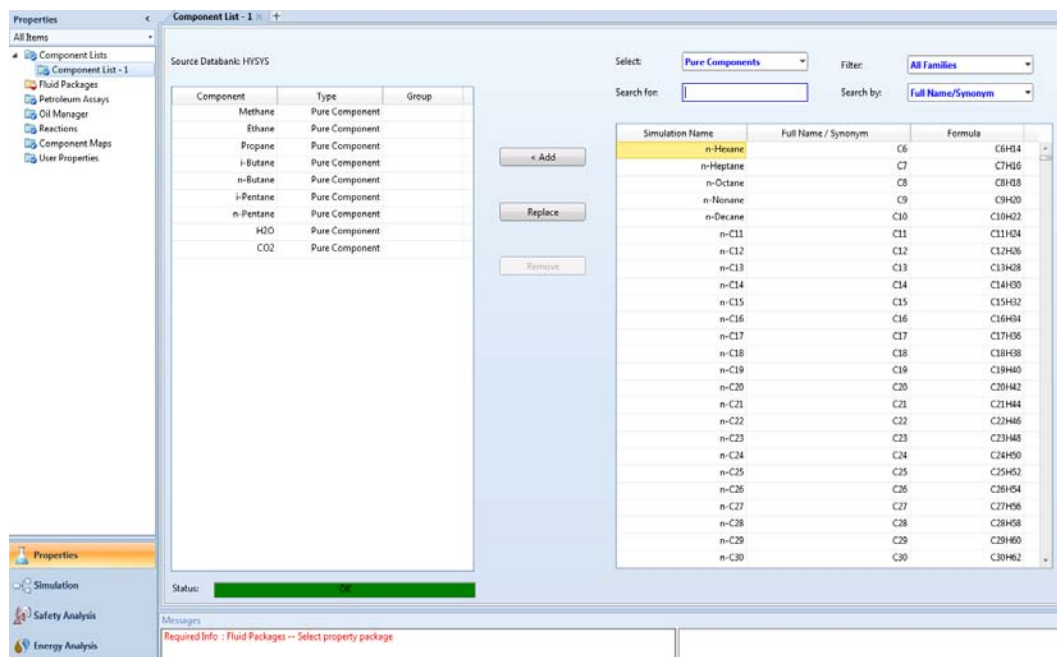 Properties <
All Items
Component Lists
Component List - 1
Fluid Packages
Petroleum Assays
Oil Manager
Reactions
Component Maps
User Properties
Properties
Simulation
Safety Analysis
Energy Analysis
Component List - 1 × +
Source Databank: HYSYS
Component Type Group
Methane Pure Component
Ethane Pure Component
Propane Pure Component
i-Butane Pure Component
n-Butane Pure Component
i-Pentane Pure Component
n-Pentane Pure Component
H2O Pure Component
CO2 Pure Component
< Add
Replace
Remove
Select: Pure Components Filter: All Families
Search for: Search by: Full Name/Synonym
Simulation Name Full Name / Synonym Formula
n-Hexane C6 C6H14
n-Heptane C7 C7H16
n-Octane C8 C8H18
n-Nonane C9 C9H20
n-Decane C10 C10H22
n-C11 C11 C11H24
n-C12 C12 C12H26
n-C13 C13 C13H28
n-C14 C14 C14H30
n-C15 C15 C15H32
n-C16 C16 C16H34
n-C17 C17 C17H36
n-C18 C18 C18H38
n-C19 C19 C19H40
n-C20 C20 C20H42
n-C21 C21 C21H44
n-C22 C22 C22H46
n-C23 C23 C23H48
n-C24 C24 C24H50
n-C25 C25 C25H52
n-C26 C26 C26H54
n-C27 C27 C27H56
n-C28 C28 C28H58
n-C29 C29 C29H60
n-C30 C30 C30H62
Status: OK
Messages
Required Info : Fluid Packages -- Select property package